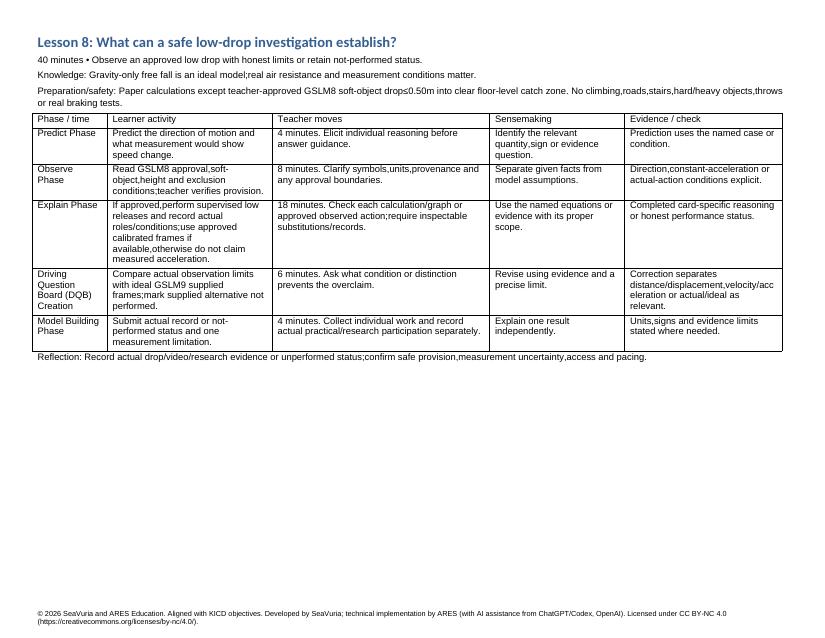 Lesson 8: What can a safe low-drop investigation establish?
40 minutes • Observe an approved low drop with honest limits or retain not-performed status.
Knowledge: Gravity-only free fall is an ideal model;real air resistance and measurement conditions matter.
Preparation/safety: Paper calculations except teacher-approved GSLM8 soft-object drops≤0.50m into clear floor-level catch zone. No climbing,roads,stairs,hard/heavy objects,throws
or real braking tests.
Phase / time
Learner activity
Teacher moves
Sensemaking
Evidence / check
Predict Phase
Predict the direction of motion and
what measurement would show
speed change.
4 minutes. Elicit individual reasoning before
answer guidance.
Identify the relevant
quantity,sign or evidence
question.
Prediction uses the named case or
condition.
Observe
Phase
Read GSLM8 approval,soft-
object,height and exclusion
conditions;teacher verifies provision.
8 minutes. Clarify symbols,units,provenance and
any approval boundaries.
Separate given facts from
model assumptions.
Direction,constant-acceleration or
actual-action conditions explicit.
Explain Phase
If approved,perform supervised low
releases and record actual
roles/conditions;use approved
calibrated frames if
available,otherwise do not claim
measured acceleration.
18 minutes. Check each calculation/graph or
approved observed action;require inspectable
substitutions/records.
Use the named equations or
evidence with its proper
scope.
Completed card-specific reasoning
or honest performance status.
Driving
Question
Board (DQB)
Creation
Compare actual observation limits
with ideal GSLM9 supplied
frames;mark supplied alternative not
performed.
6 minutes. Ask what condition or distinction
prevents the overclaim.
Revise using evidence and a
precise limit.
Correction separates
distance/displacement,velocity/acc
eleration or actual/ideal as
relevant.
Model Building
Phase
Submit actual record or not-
performed status and one
measurement limitation.
4 minutes. Collect individual work and record
actual practical/research participation separately.
Explain one result
independently.
Units,signs and evidence limits
stated where needed.
Reflection: Record actual drop/video/research evidence or unperformed status;confirm safe provision,measurement uncertainty,access and pacing.
© 2026 SeaVuria and ARES Education. Aligned with KICD objectives. Developed by SeaVuria; technical implementation by ARES (with AI assistance from ChatGPT/Codex, OpenAI). Licensed under CC BY-NC 4.0
(https://creativecommons.org/licenses/by-nc/4.0/).